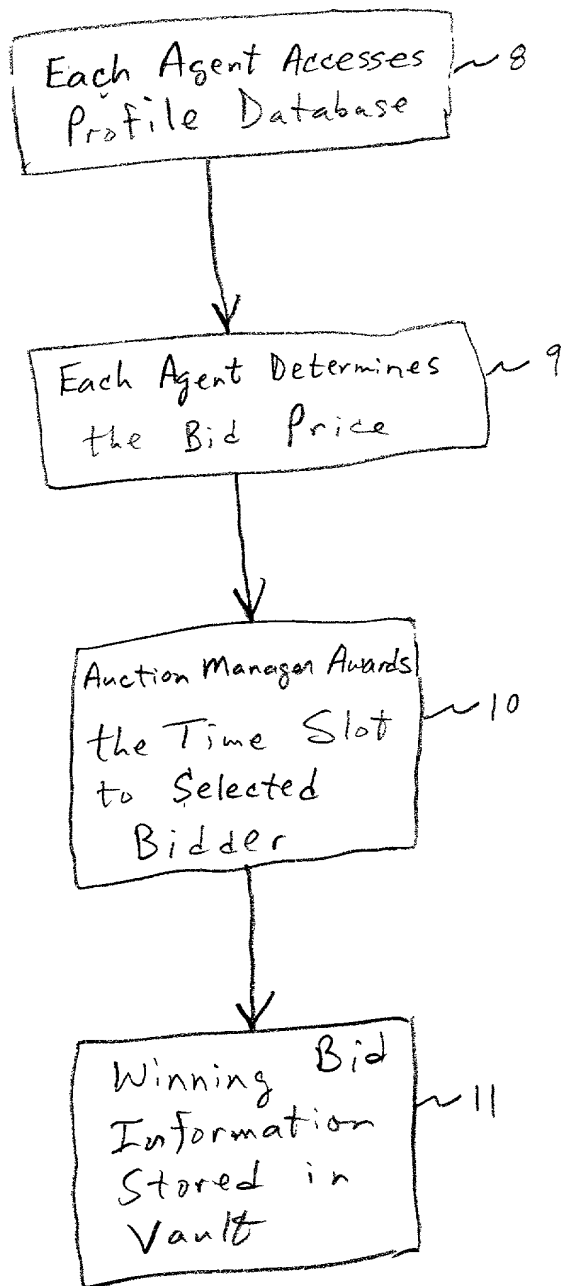 Each Agent Accesses
Profile Database
8
Each Agent Determines
the Bid Price
9
Auction Manager Awards
the Time Slot
to Selected
Bidder
10
Winning Bid
Information
Stored in
Vault
11